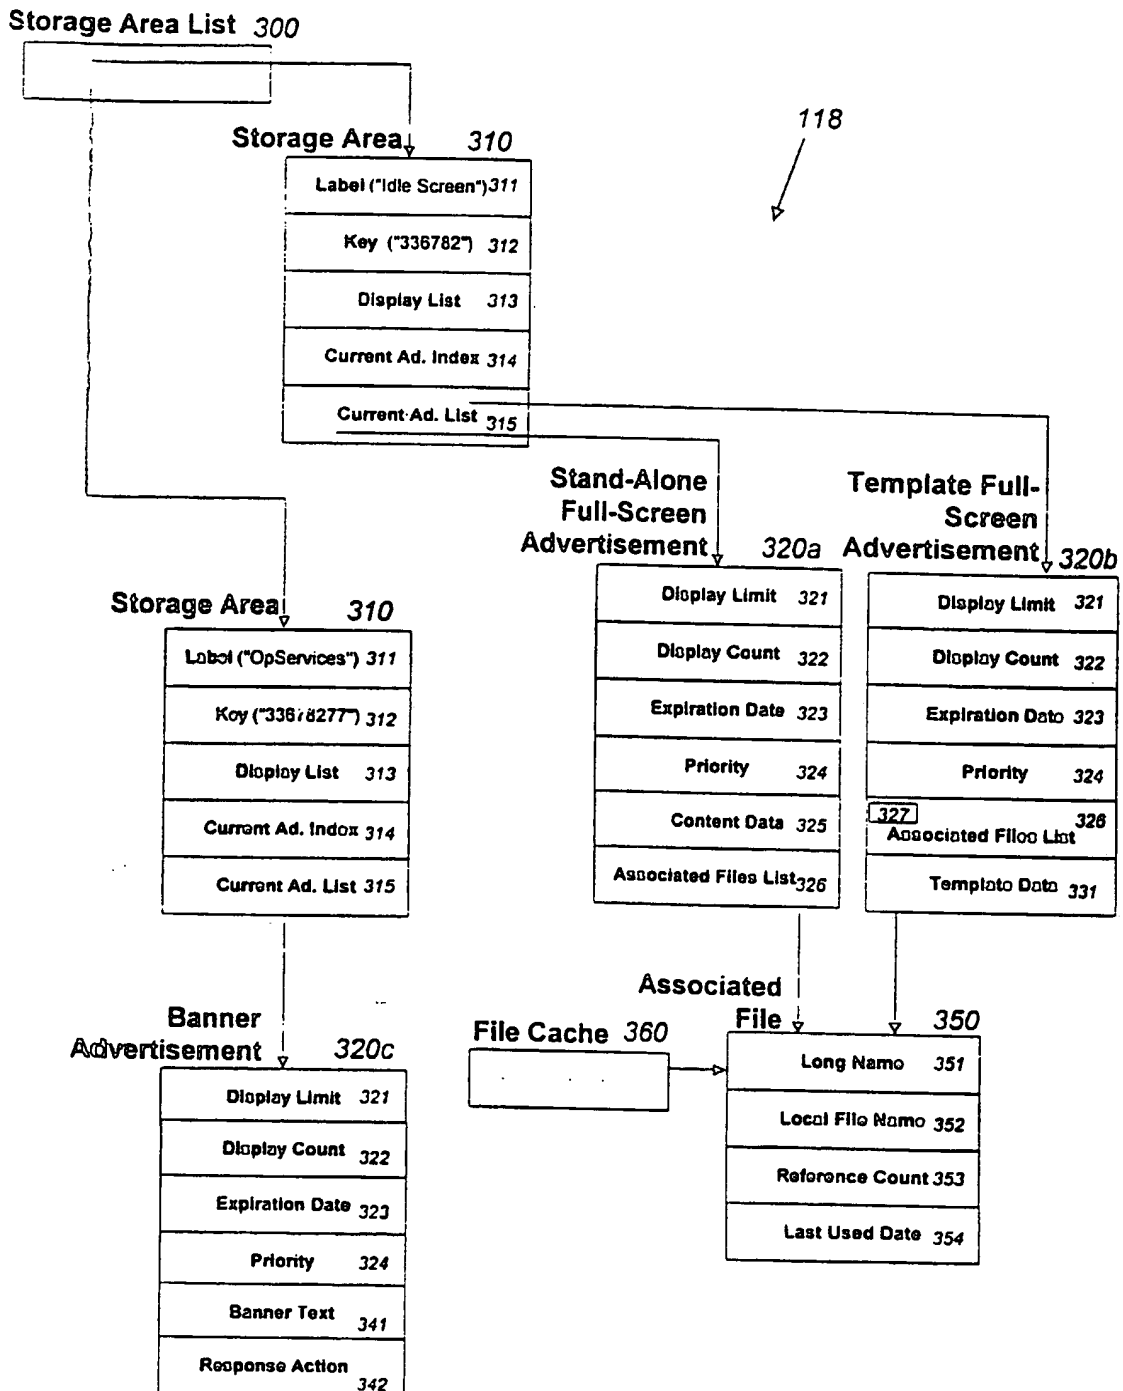 Storage Area List 300
118
Storage Area 310
Label ("Idle Screen") 311
Key ("336782") 312
Display List 313
Current Ad. Index 314
Current Ad. List 315
Stand-Alone
Full-Screen
Advertisement 320a
Display Limit 321
Display Count 322
Expiration Date 323
Priority 324
Content Data 325
Associated Files List 326
Template Full-
Screen
Advertisement 320b
Display Limit 321
Display Count 322
Expiration Date 323
Priority 324
327 326
Associated Files List
Template Data 331
Storage Area 310
Label ("OpServices") 311
Key ("33678277") 312
Display List 313
Current Ad. Index 314
Current Ad. List 315
Banner
Advertisement 320c
Display Limit 321
Display Count 322
Expiration Date 323
Priority 324
Banner Text 341
Response Action
342
File Cache 360
Associated
File 350
Long Name 351
Local File Name 352
Reference Count 353
Last Used Date 354